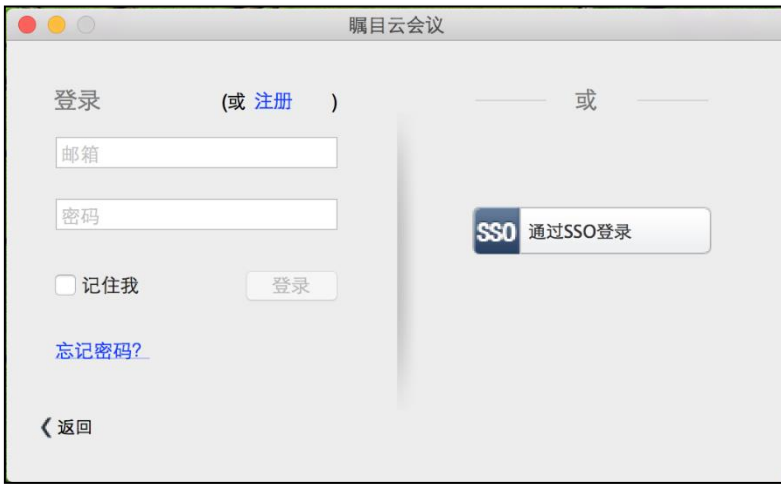 瞩目云会议
登录 (或 注册 )
邮箱
密码
记住我 登录
忘记密码?
返回
或
SSO 通过SSO登录